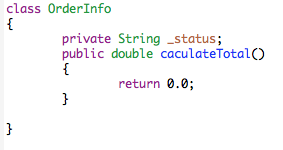 class OrderInfo
{
private String _status;
public double caculateTotal()
{
return 0.0;
}
}